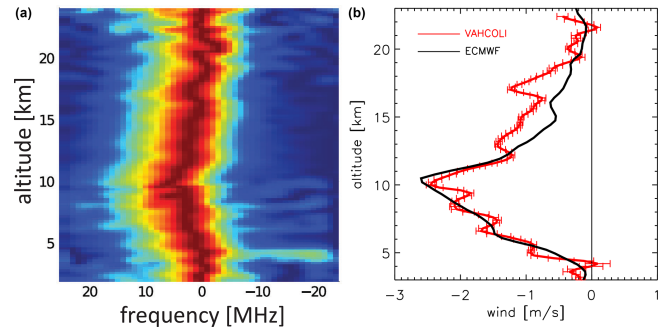 (a)
altitude [km]
20
15
10
5
20
10
0
-10
-20
frequency [MHz]
(b)
VAHCOLI
ECMWF
altitude [km]
20
15
10
5
−3
−2
−1
0
1
wind [m/s]